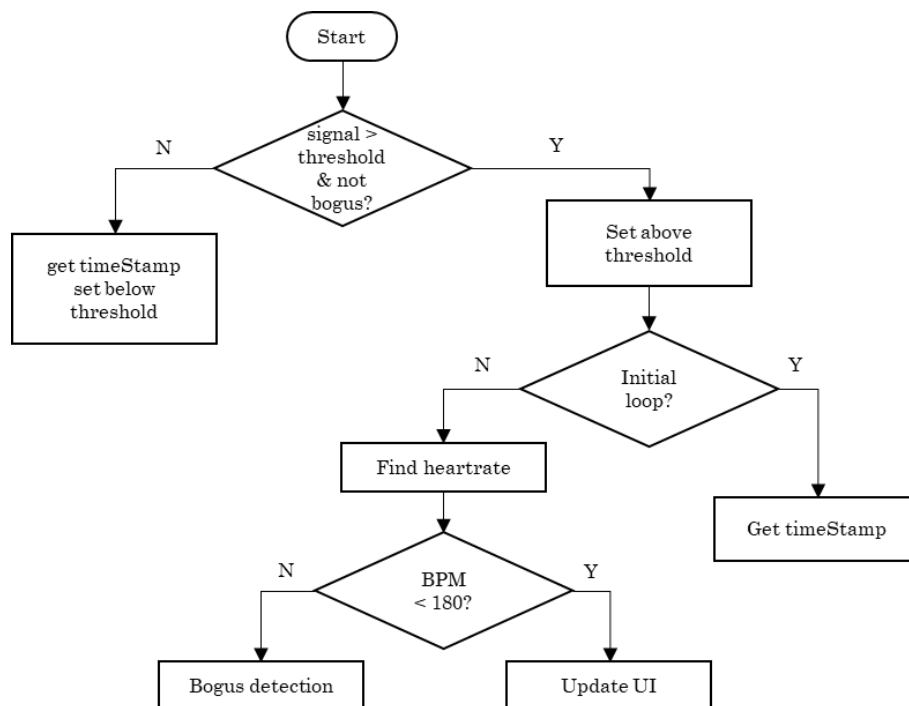 Start
signal >
threshold
& not
bogus?
N
Y
get timeStamp
set below
threshold
Set above
threshold
Initial
loop?
N
Y
Find heartrate
Get timeStamp
BPM
< 180?
N
Y
Bogus detection
Update UI